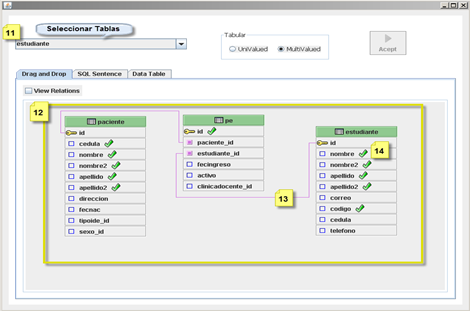 11
Seleccionar Tablas
estudiante
Tabular
UniValued
MultiValued
Acept
Drag and Drop
SQL Sentence
Data Table
View Relations
12
paciente
id
cedula
nombre
nombre2
apellido
apellido2
direccion
fecnac
tipoide_id
sexo_id
pe
id
paciente_id
estudiante_id
fecingreso
activo
clinicadocente_id
13
estudiante
id
nombre
14
nombre2
apellido
apellido2
correo
codigo
cedula
telefono